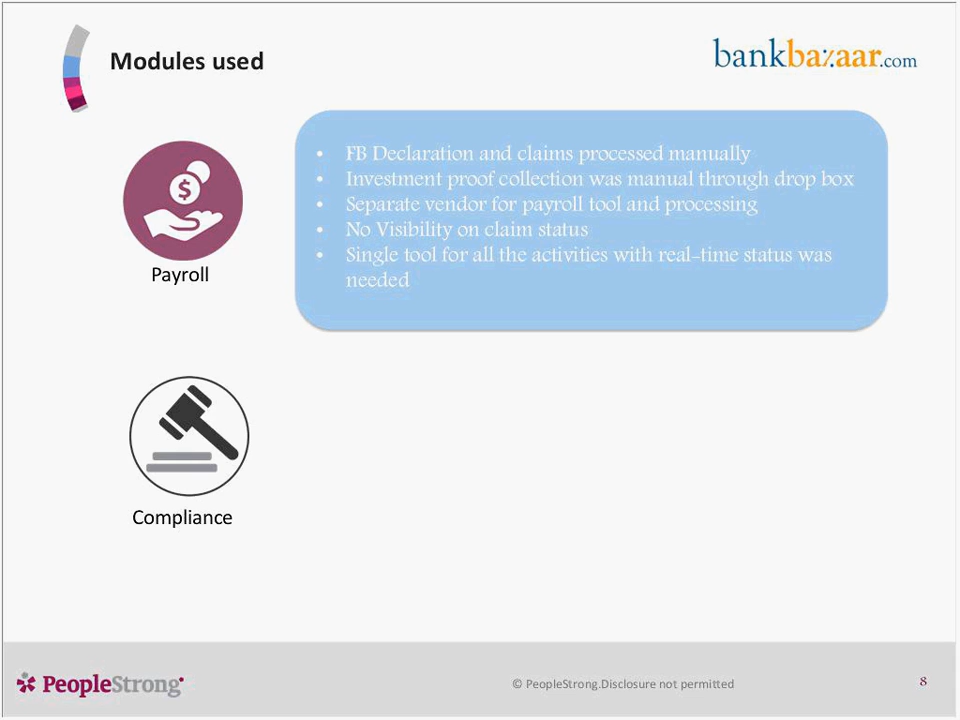 Modules used
bankbazaar.com
$
• FB Declaration and claims processed manually
• Investment proof collection was manual through drop box
• Separate vendor for payroll tool and processing
• No Visibility on claim status
• Single tool for all the activities with real-time status was
needed
Payroll
Compliance
PeopleStrong
© PeopleStrong.Disclosure not permitted
8